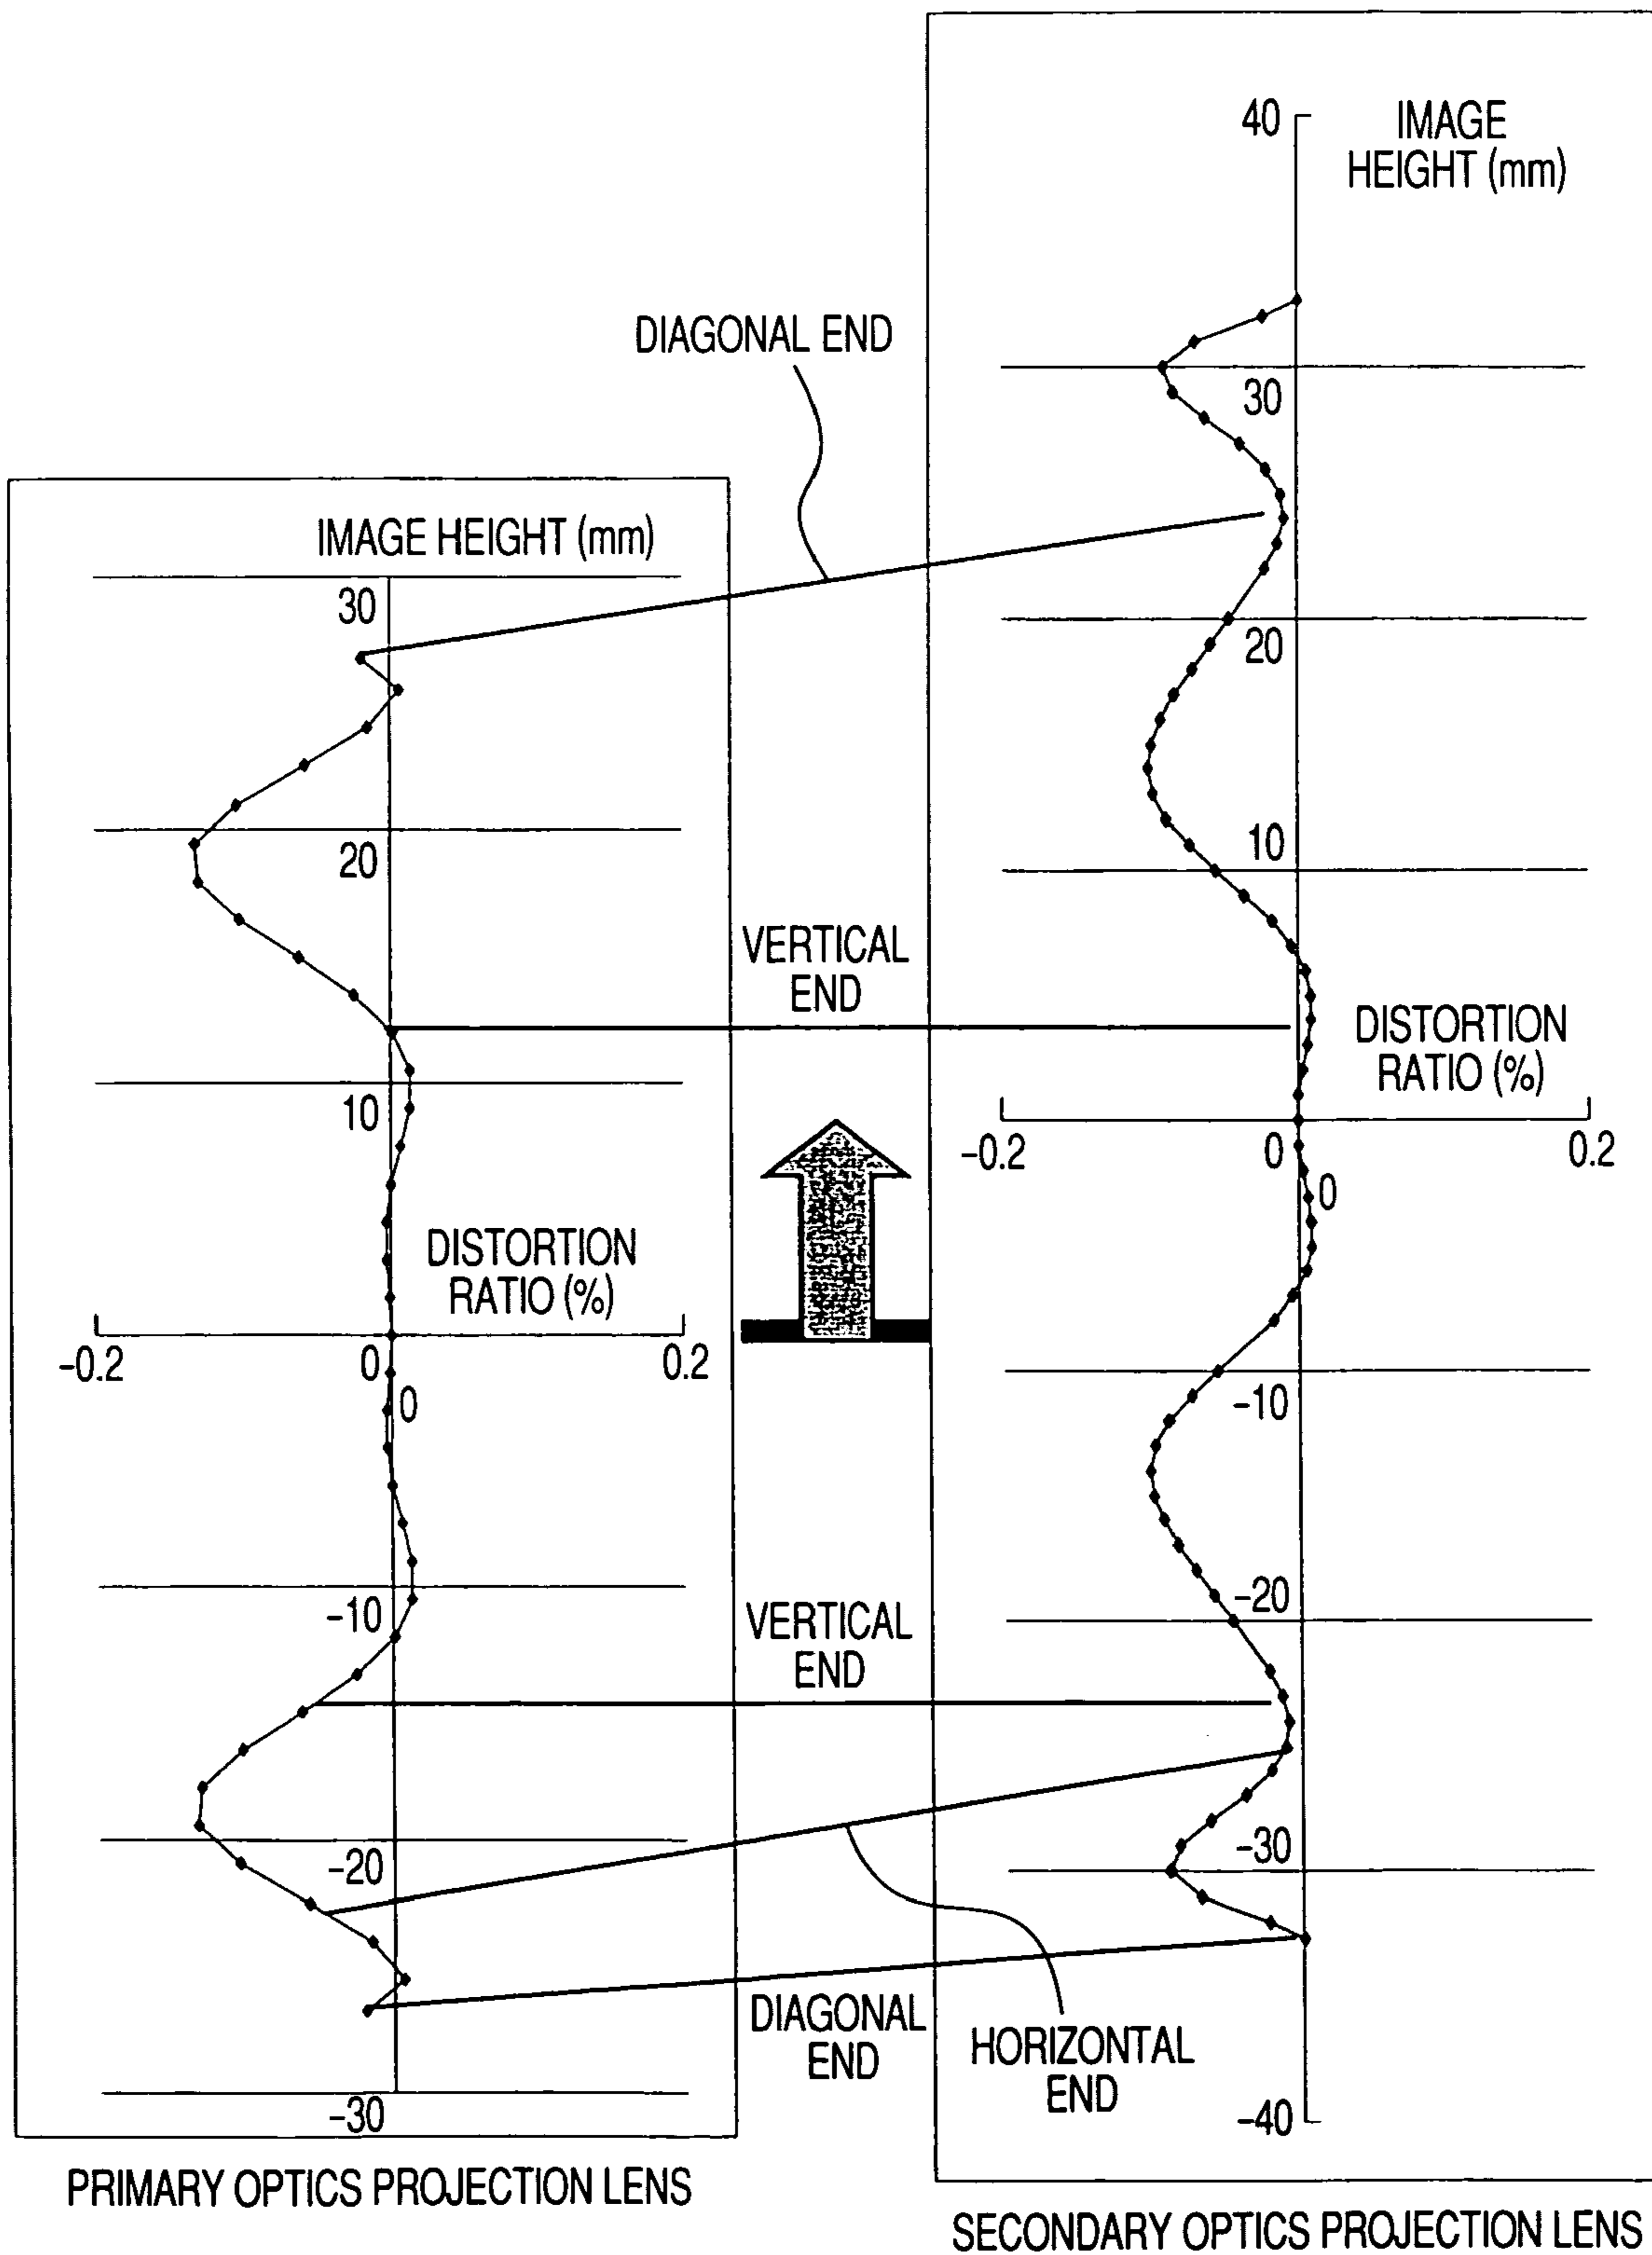 40
IMAGE
HEIGHT (mm)
DIAGONAL END
30
IMAGE HEIGHT (mm)
30
20
20
10
VERTICAL
END
DISTORTION
RATIO (%)
10
-0.2
0
0.2
0
DISTORTION
RATIO (%)
-0.2
0
0.2
0
-10
-10
VERTICAL
END
-20
-20
-30
DIAGONAL
END
HORIZONTAL
END
-30
-40
PRIMARY OPTICS PROJECTION LENS
SECONDARY OPTICS PROJECTION LENS